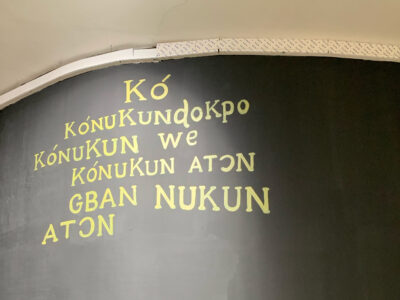 Kó
KóNUKUNdOKPO
KóNUKUN we
KóNUKUN ATƆN
GBAN NUKUN
ATƆN